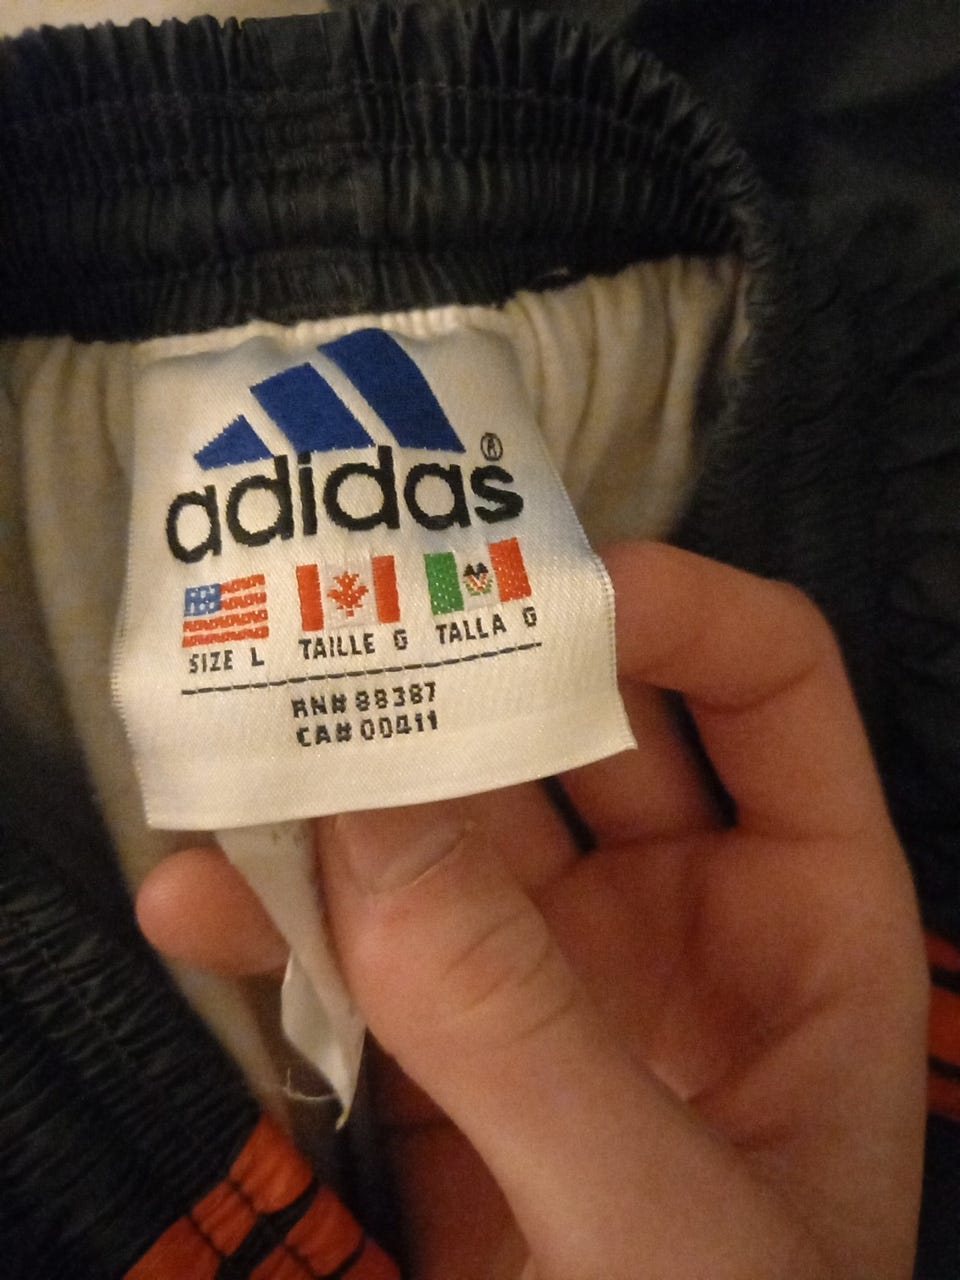 adidas®
SIZE L TAILLE G TALLA G
RN# 88387
CA# 00411